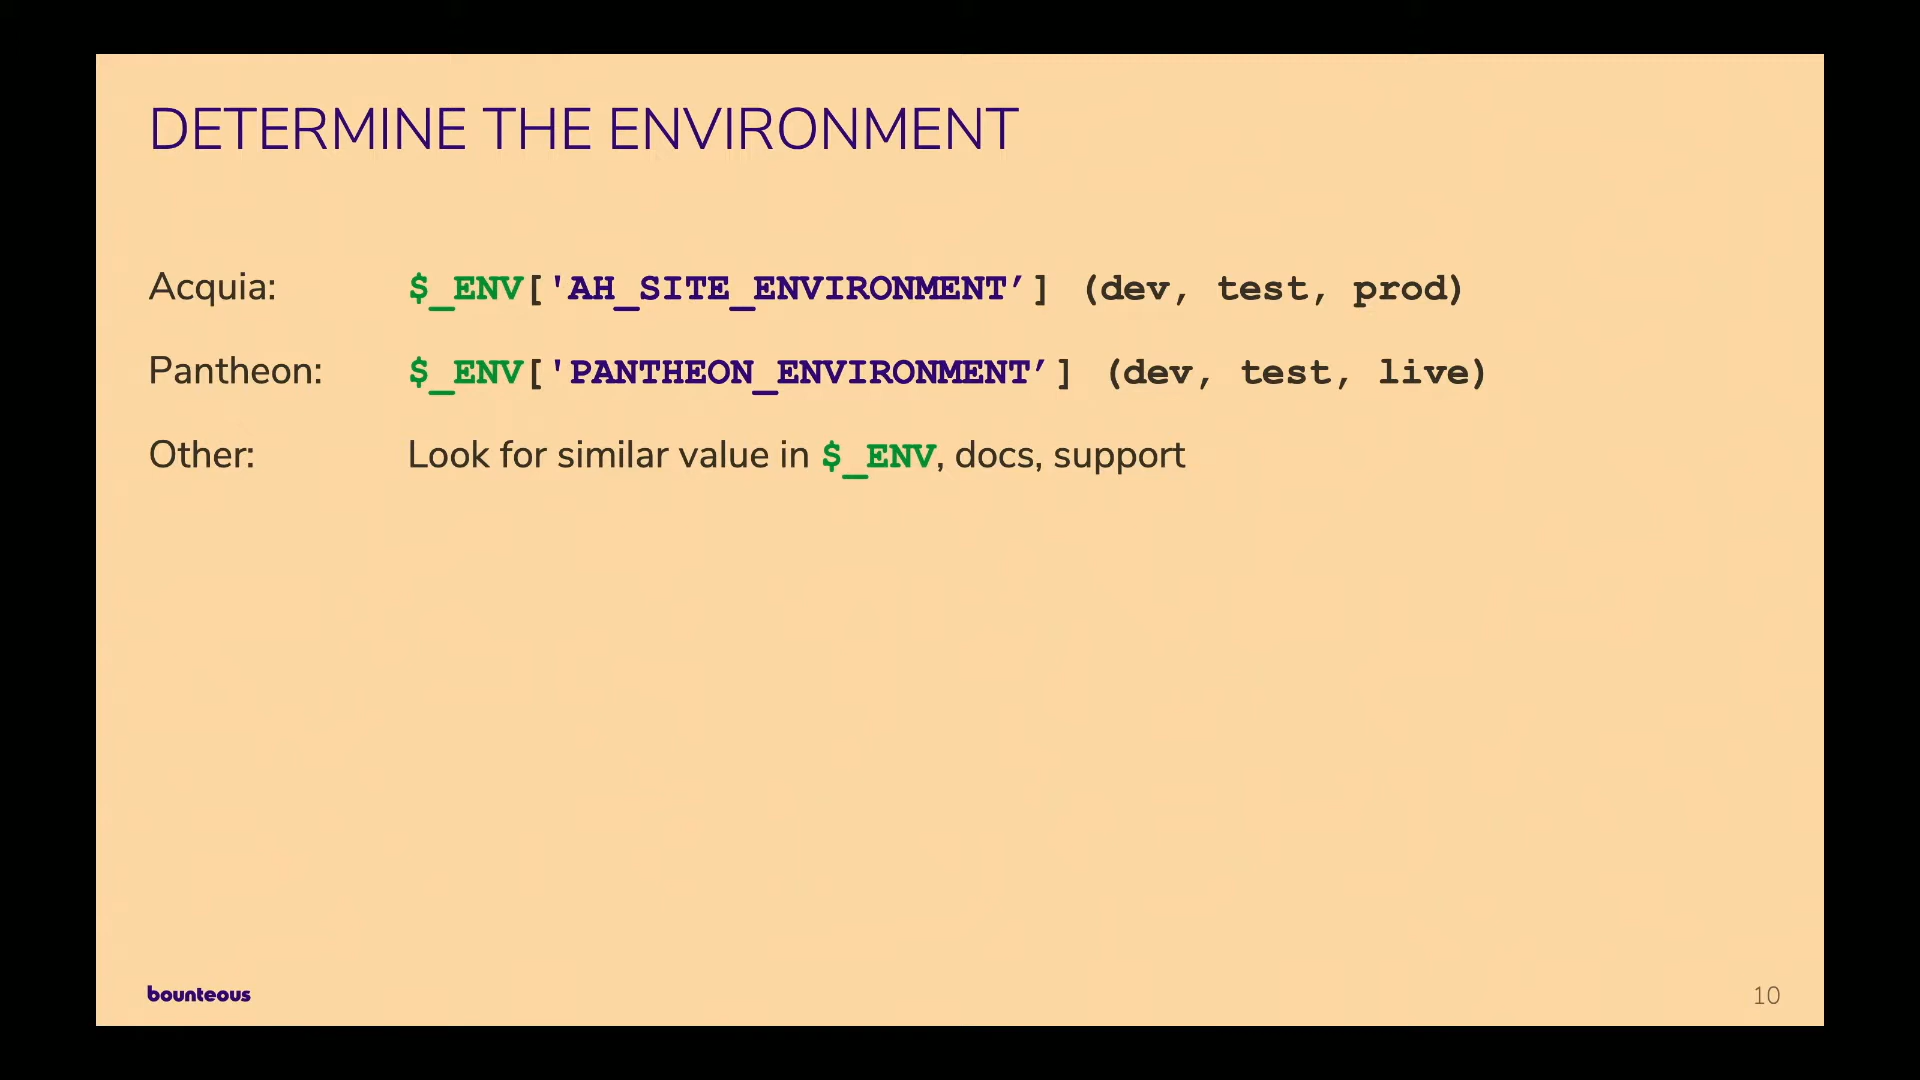 DETERMINE THE ENVIRONMENT
Acquia: $_ENV['AH_SITE_ENVIRONMENT’] (dev, test, prod)
Pantheon: $_ENV['PANTHEON_ENVIRONMENT’] (dev, test, live)
Other: Look for similar value in $_ENV, docs, support
bounteous 10